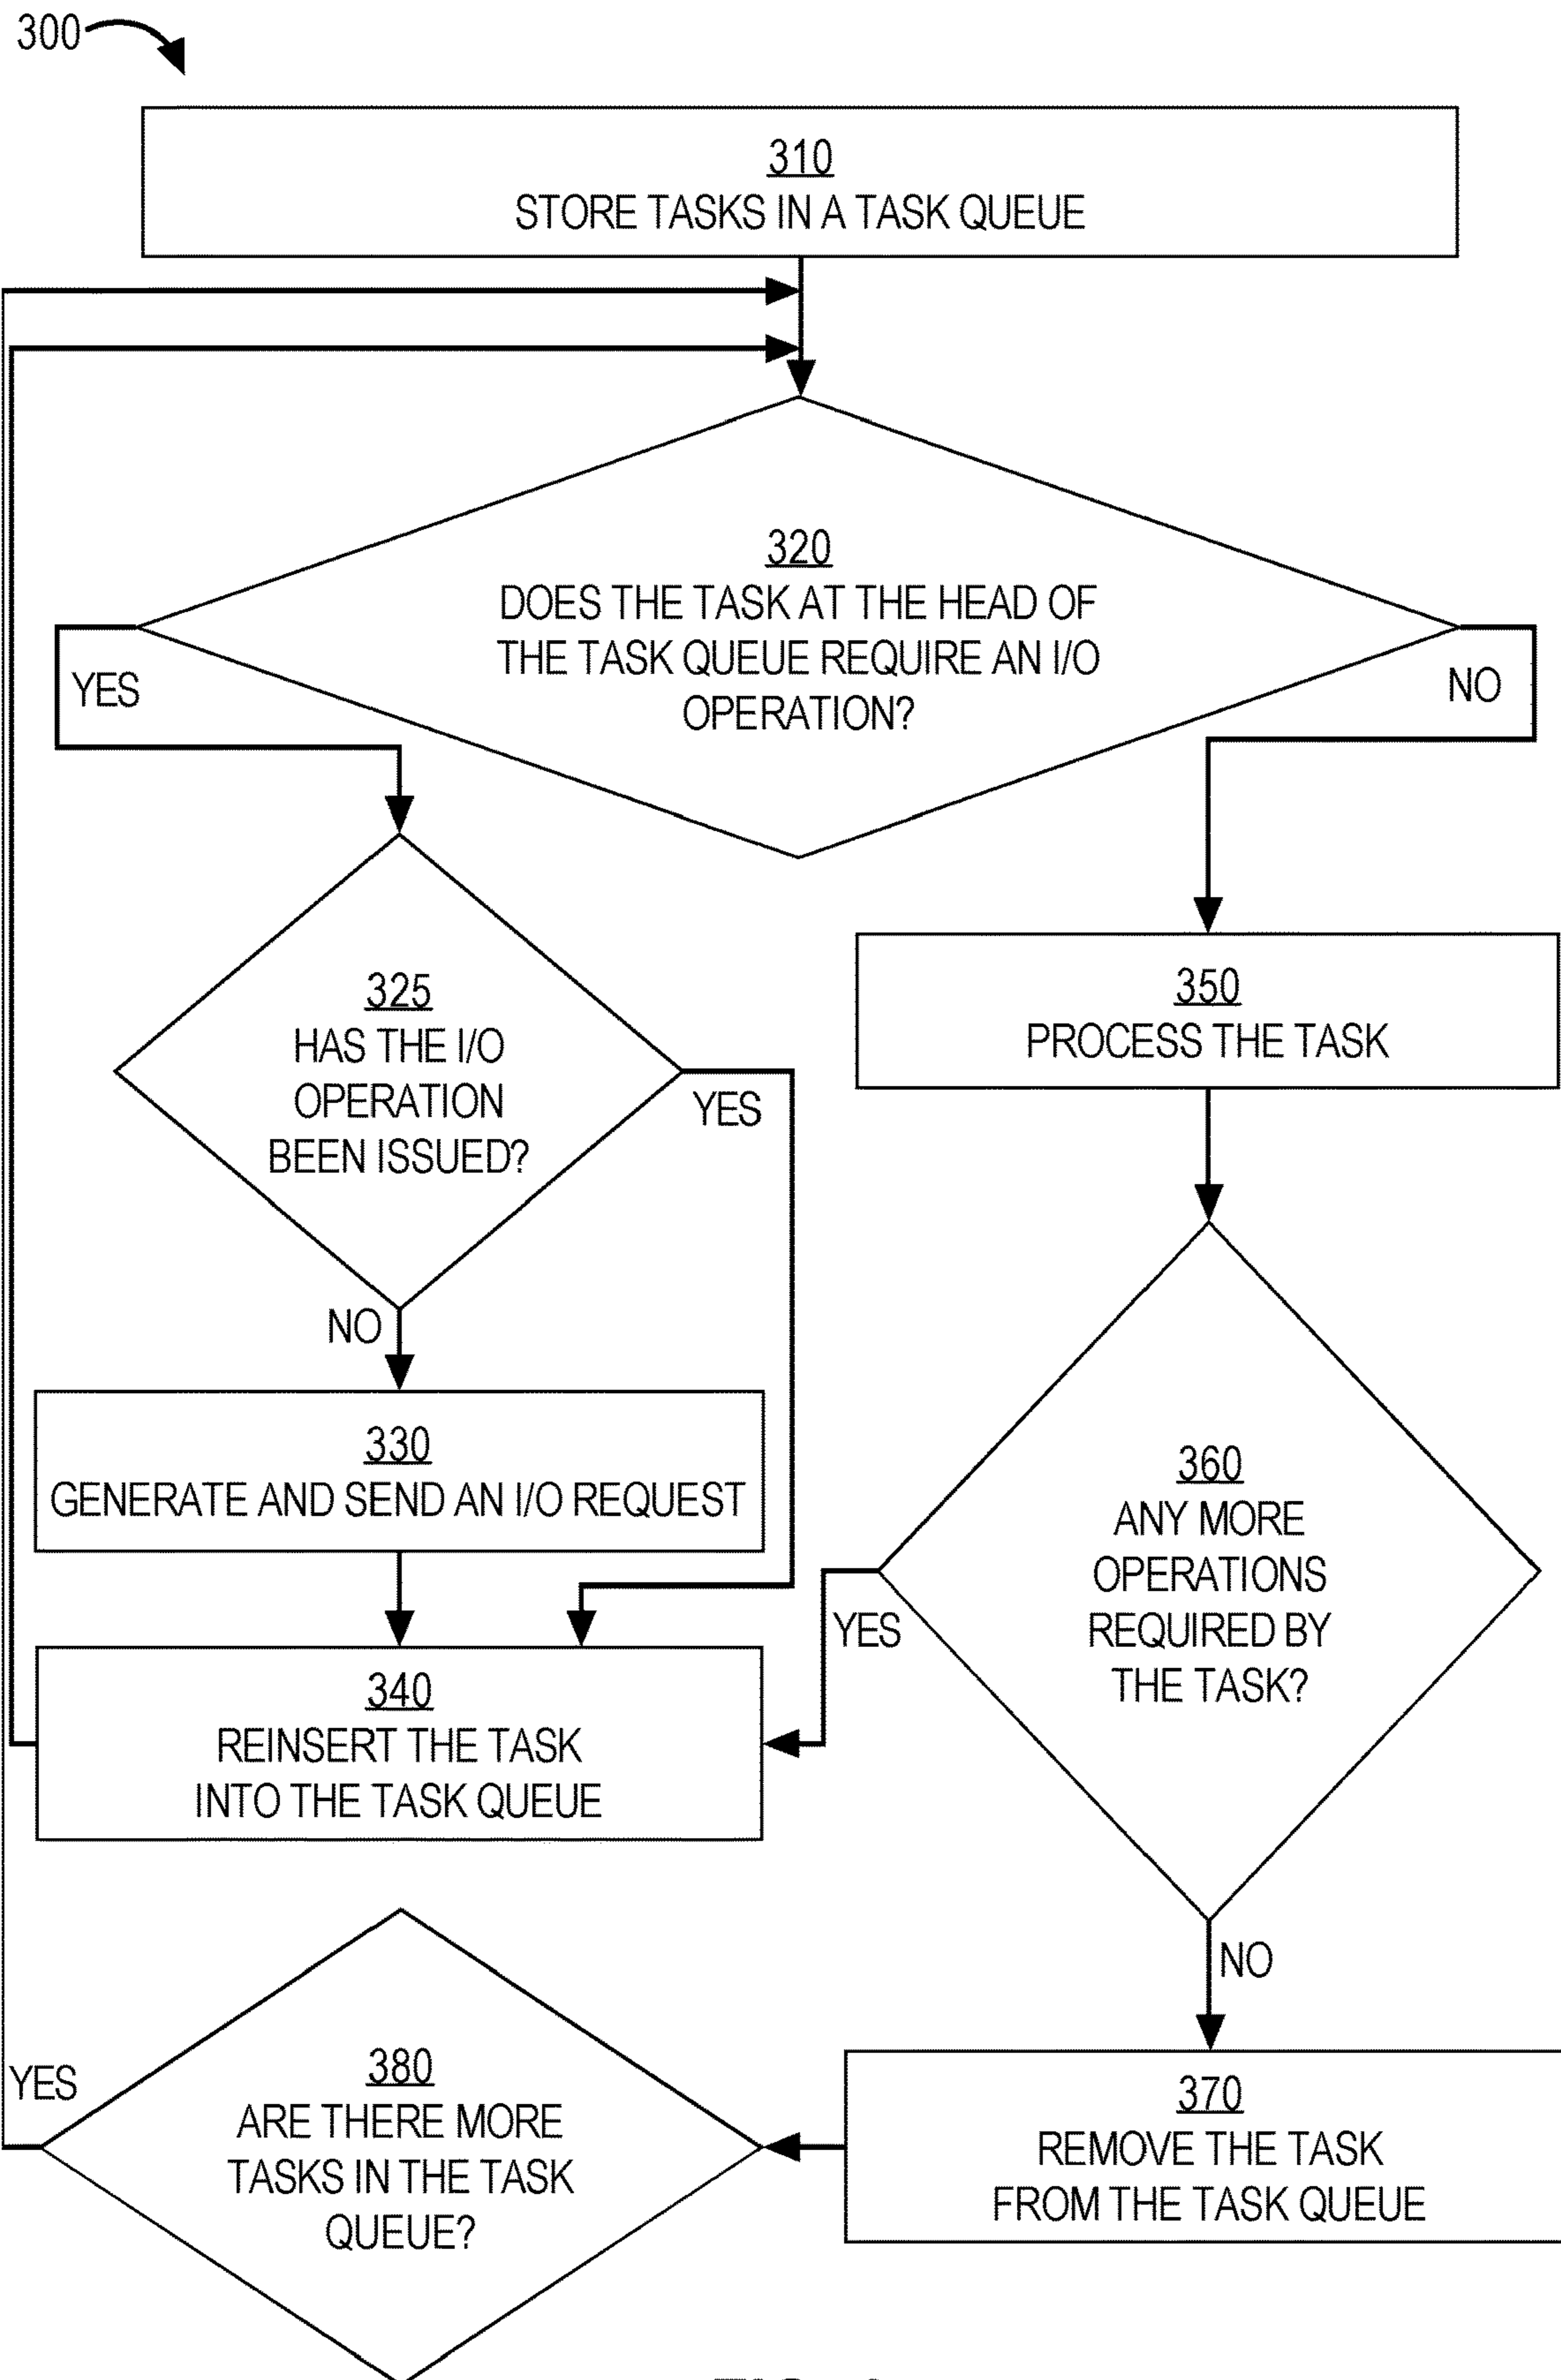 300
310
STORE TASKS IN A TASK QUEUE
320
DOES THE TASK AT THE HEAD OF
THE TASK QUEUE REQUIRE AN I/O
OPERATION?
YES
NO
325
HAS THE I/O
OPERATION
BEEN ISSUED?
YES
NO
350
PROCESS THE TASK
330
GENERATE AND SEND AN I/O REQUEST
360
ANY MORE
OPERATIONS
REQUIRED BY
THE TASK?
YES
NO
340
REINSERT THE TASK
INTO THE TASK QUEUE
370
REMOVE THE TASK
FROM THE TASK QUEUE
380
ARE THERE MORE
TASKS IN THE TASK
QUEUE?
YES